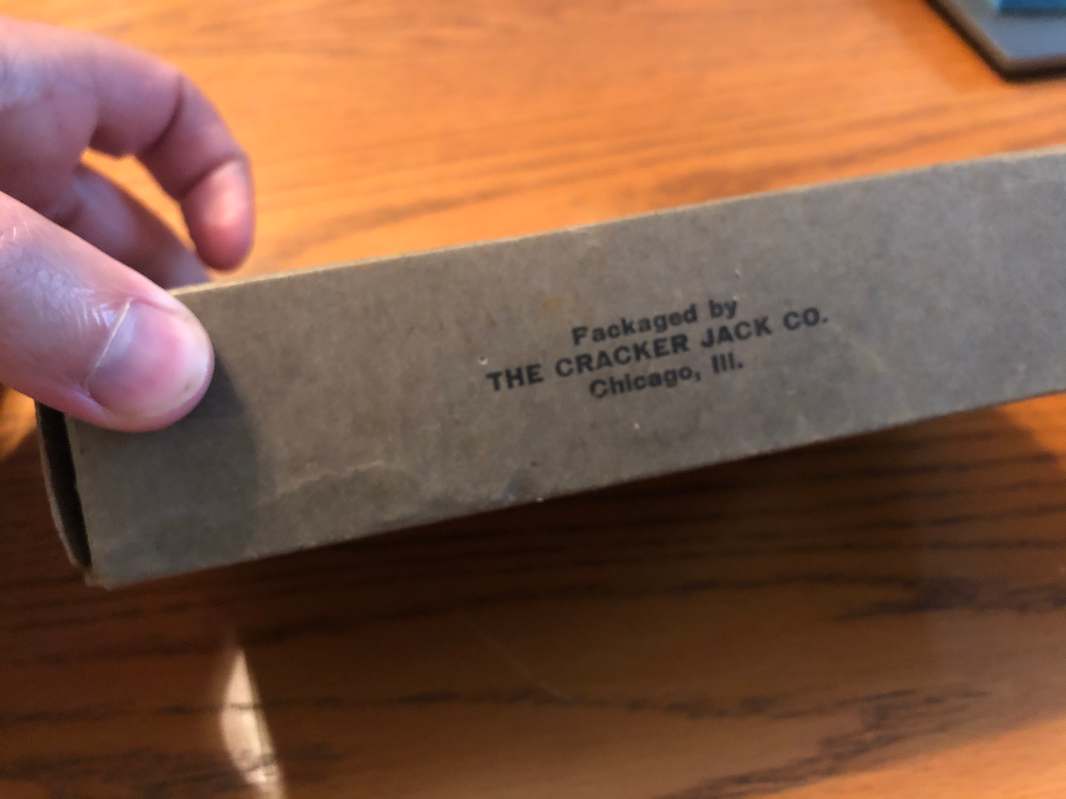 Packaged by
THE CRACKER JACK CO.
Chicago, Ill.